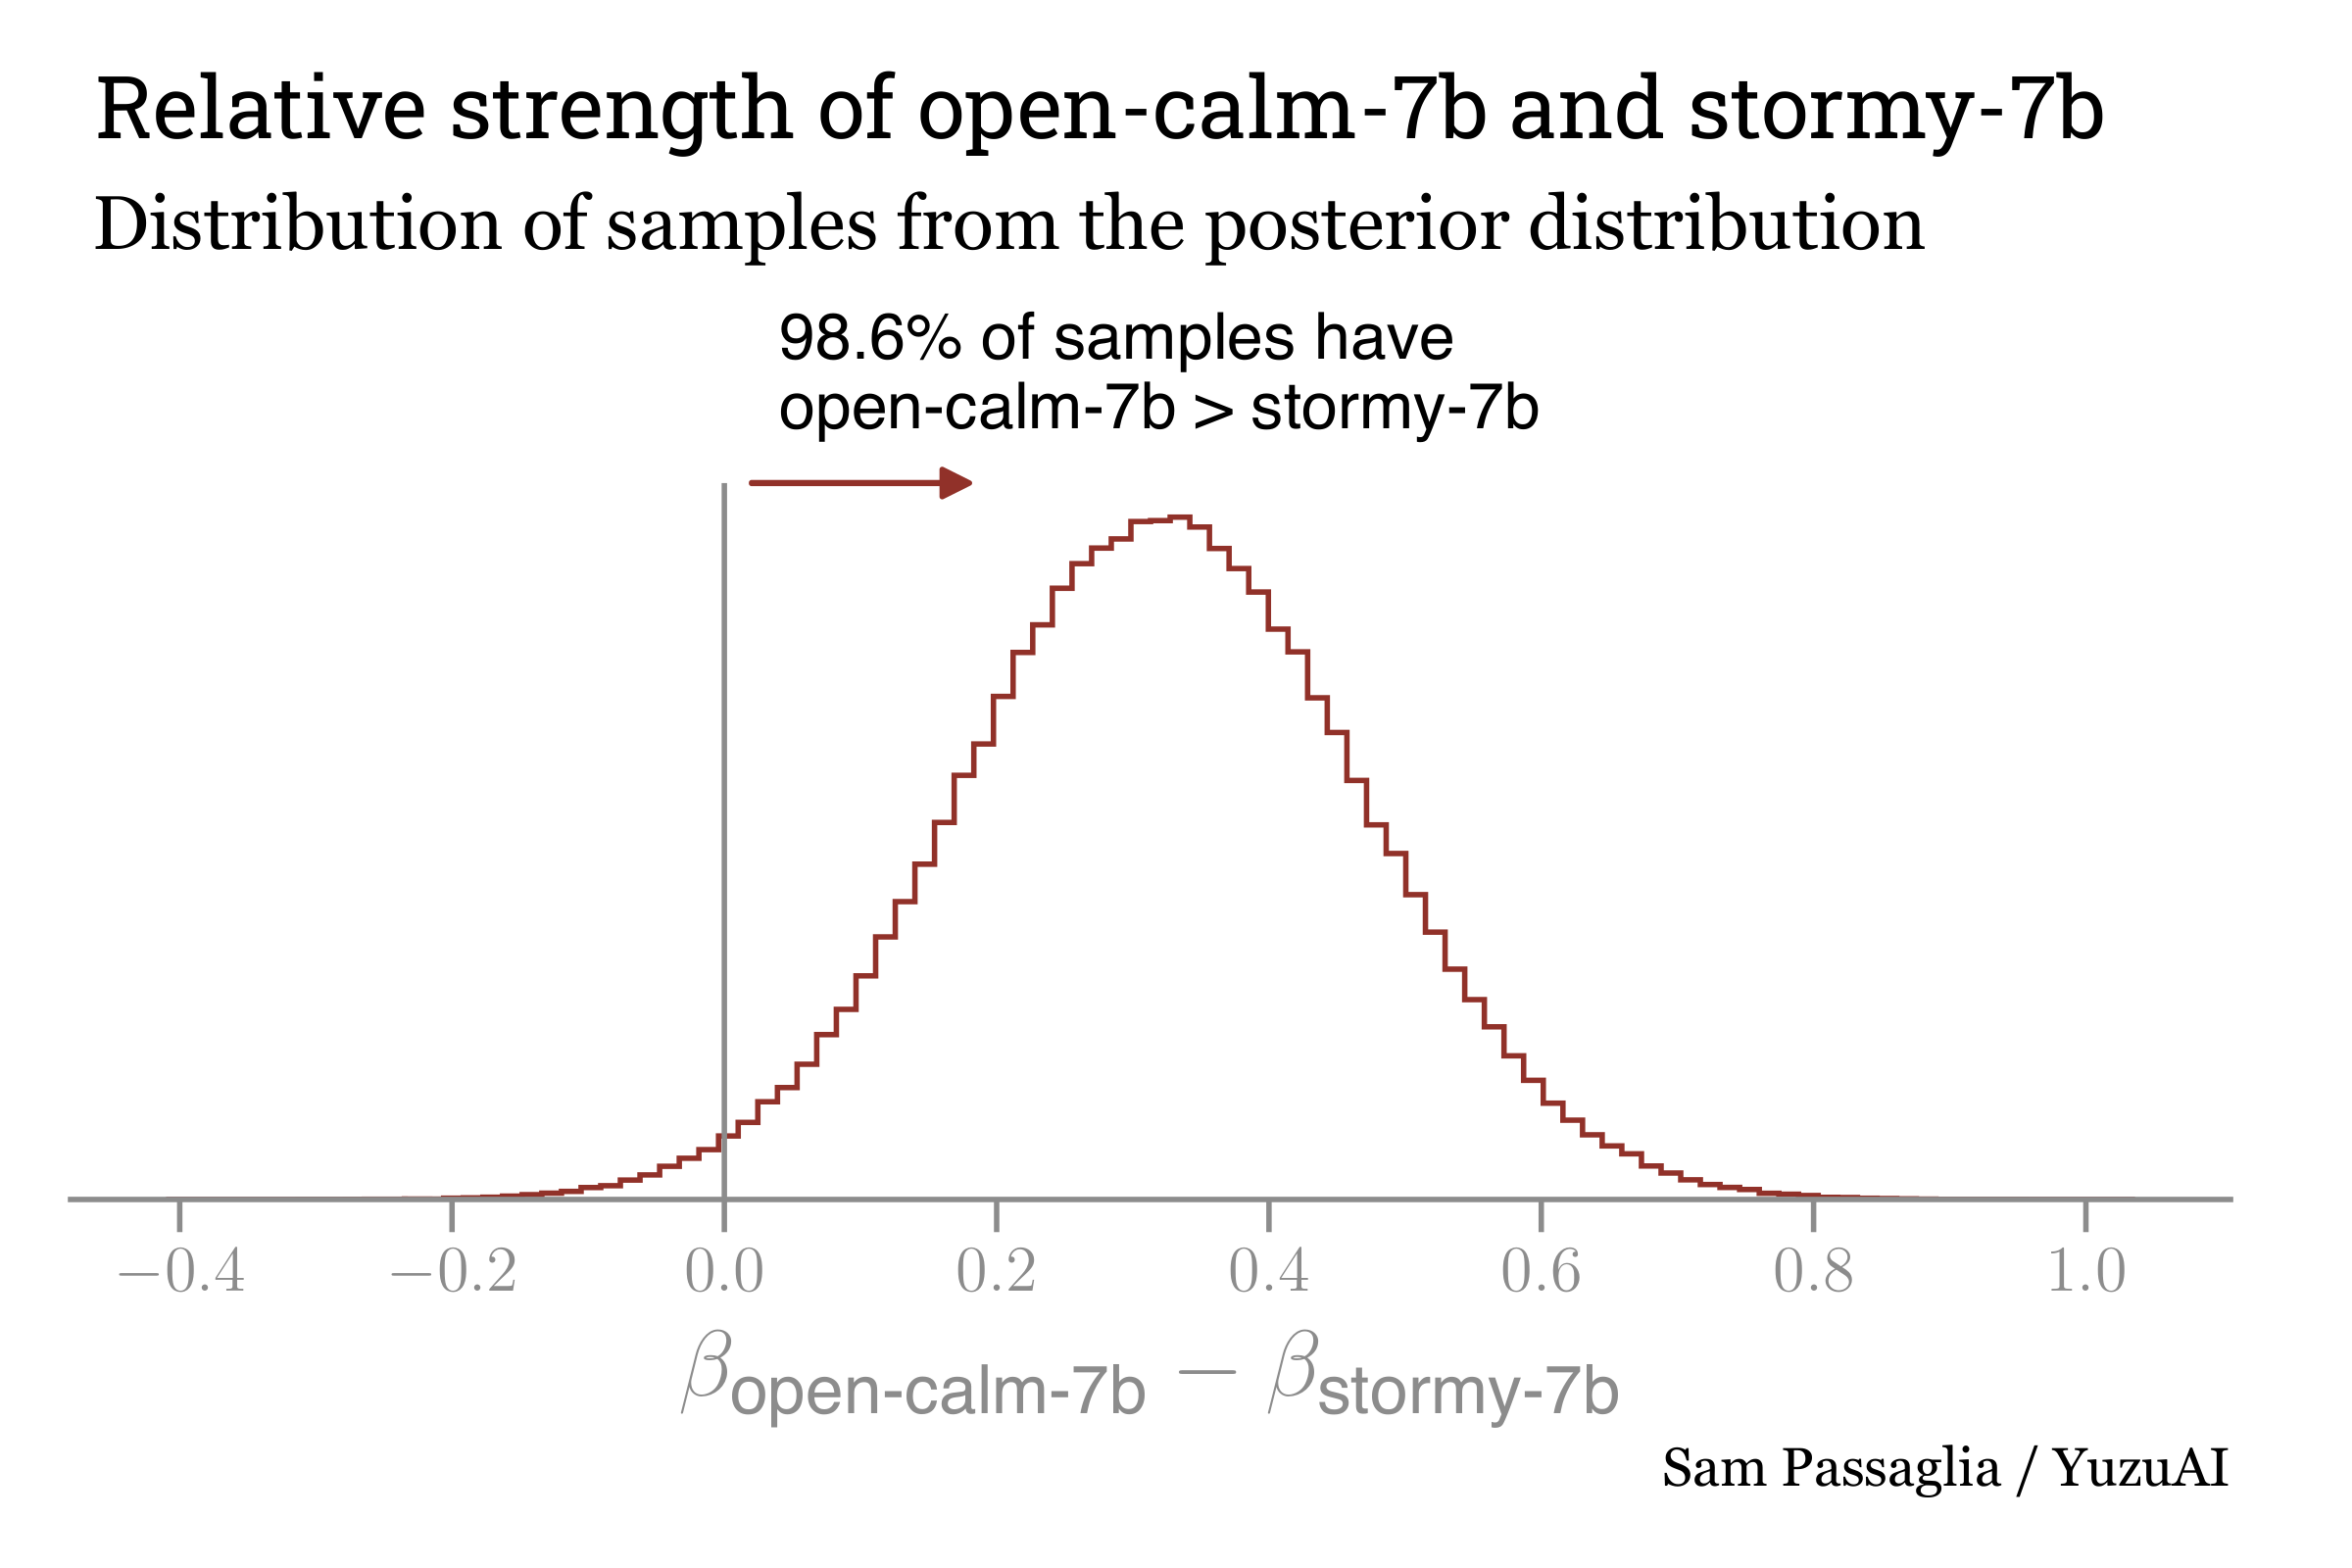 Relative strength of open-calm-7b and stormy-7b
Distribution of samples from the posterior distribution
98.6% of samples have
open-calm-7b > stormy-7b
−0.4 −0.2 0.0 0.2 0.4 0.6 0.8 1.0
βopen-calm-7b − βstormy-7b
Sam Passaglia / YuzuAI